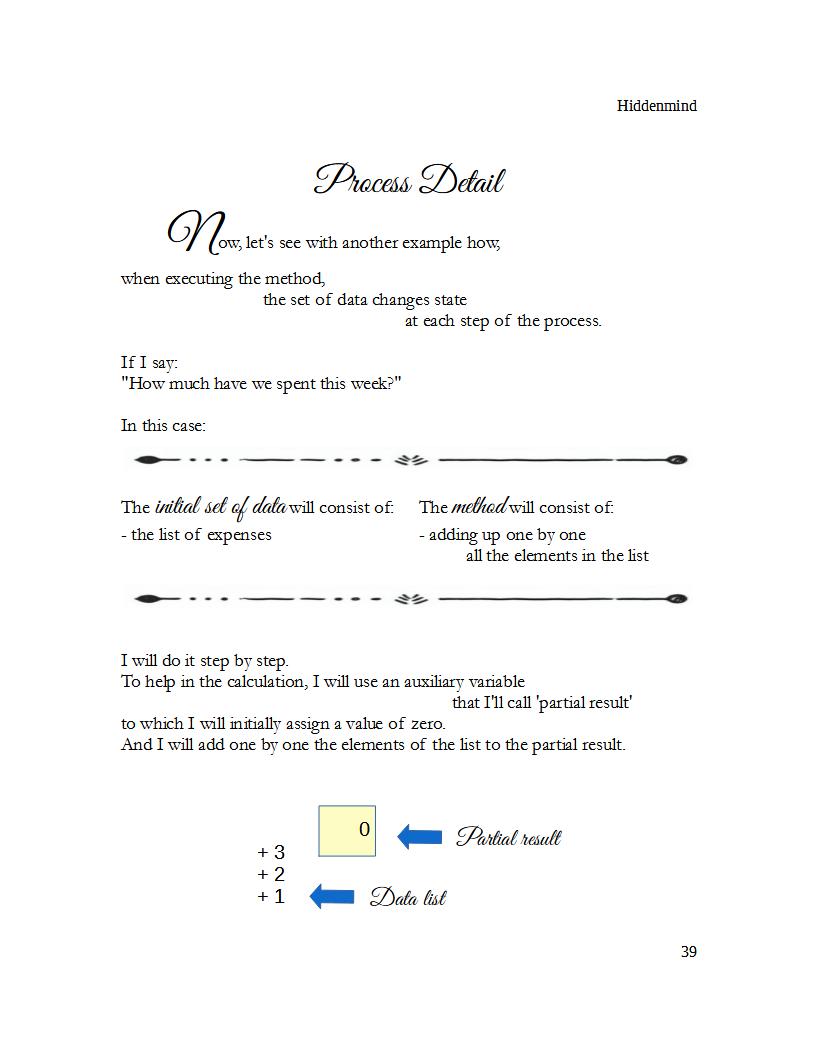 Hiddenmind
Process Detail
Now, let's see with another example how,
when executing the method,
the set of data changes state
at each step of the process.
If I say:
"How much have we spent this week?"
In this case:
The initial set of data will consist of:
- the list of expenses
The method will consist of:
- adding up one by one
all the elements in the list
I will do it step by step.
To help in the calculation, I will use an auxiliary variable
that I'll call 'partial result'
to which I will initially assign a value of zero.
And I will add one by one the elements of the list to the partial result.
0
Partial result
+ 3
+ 2
+ 1
Data list
39